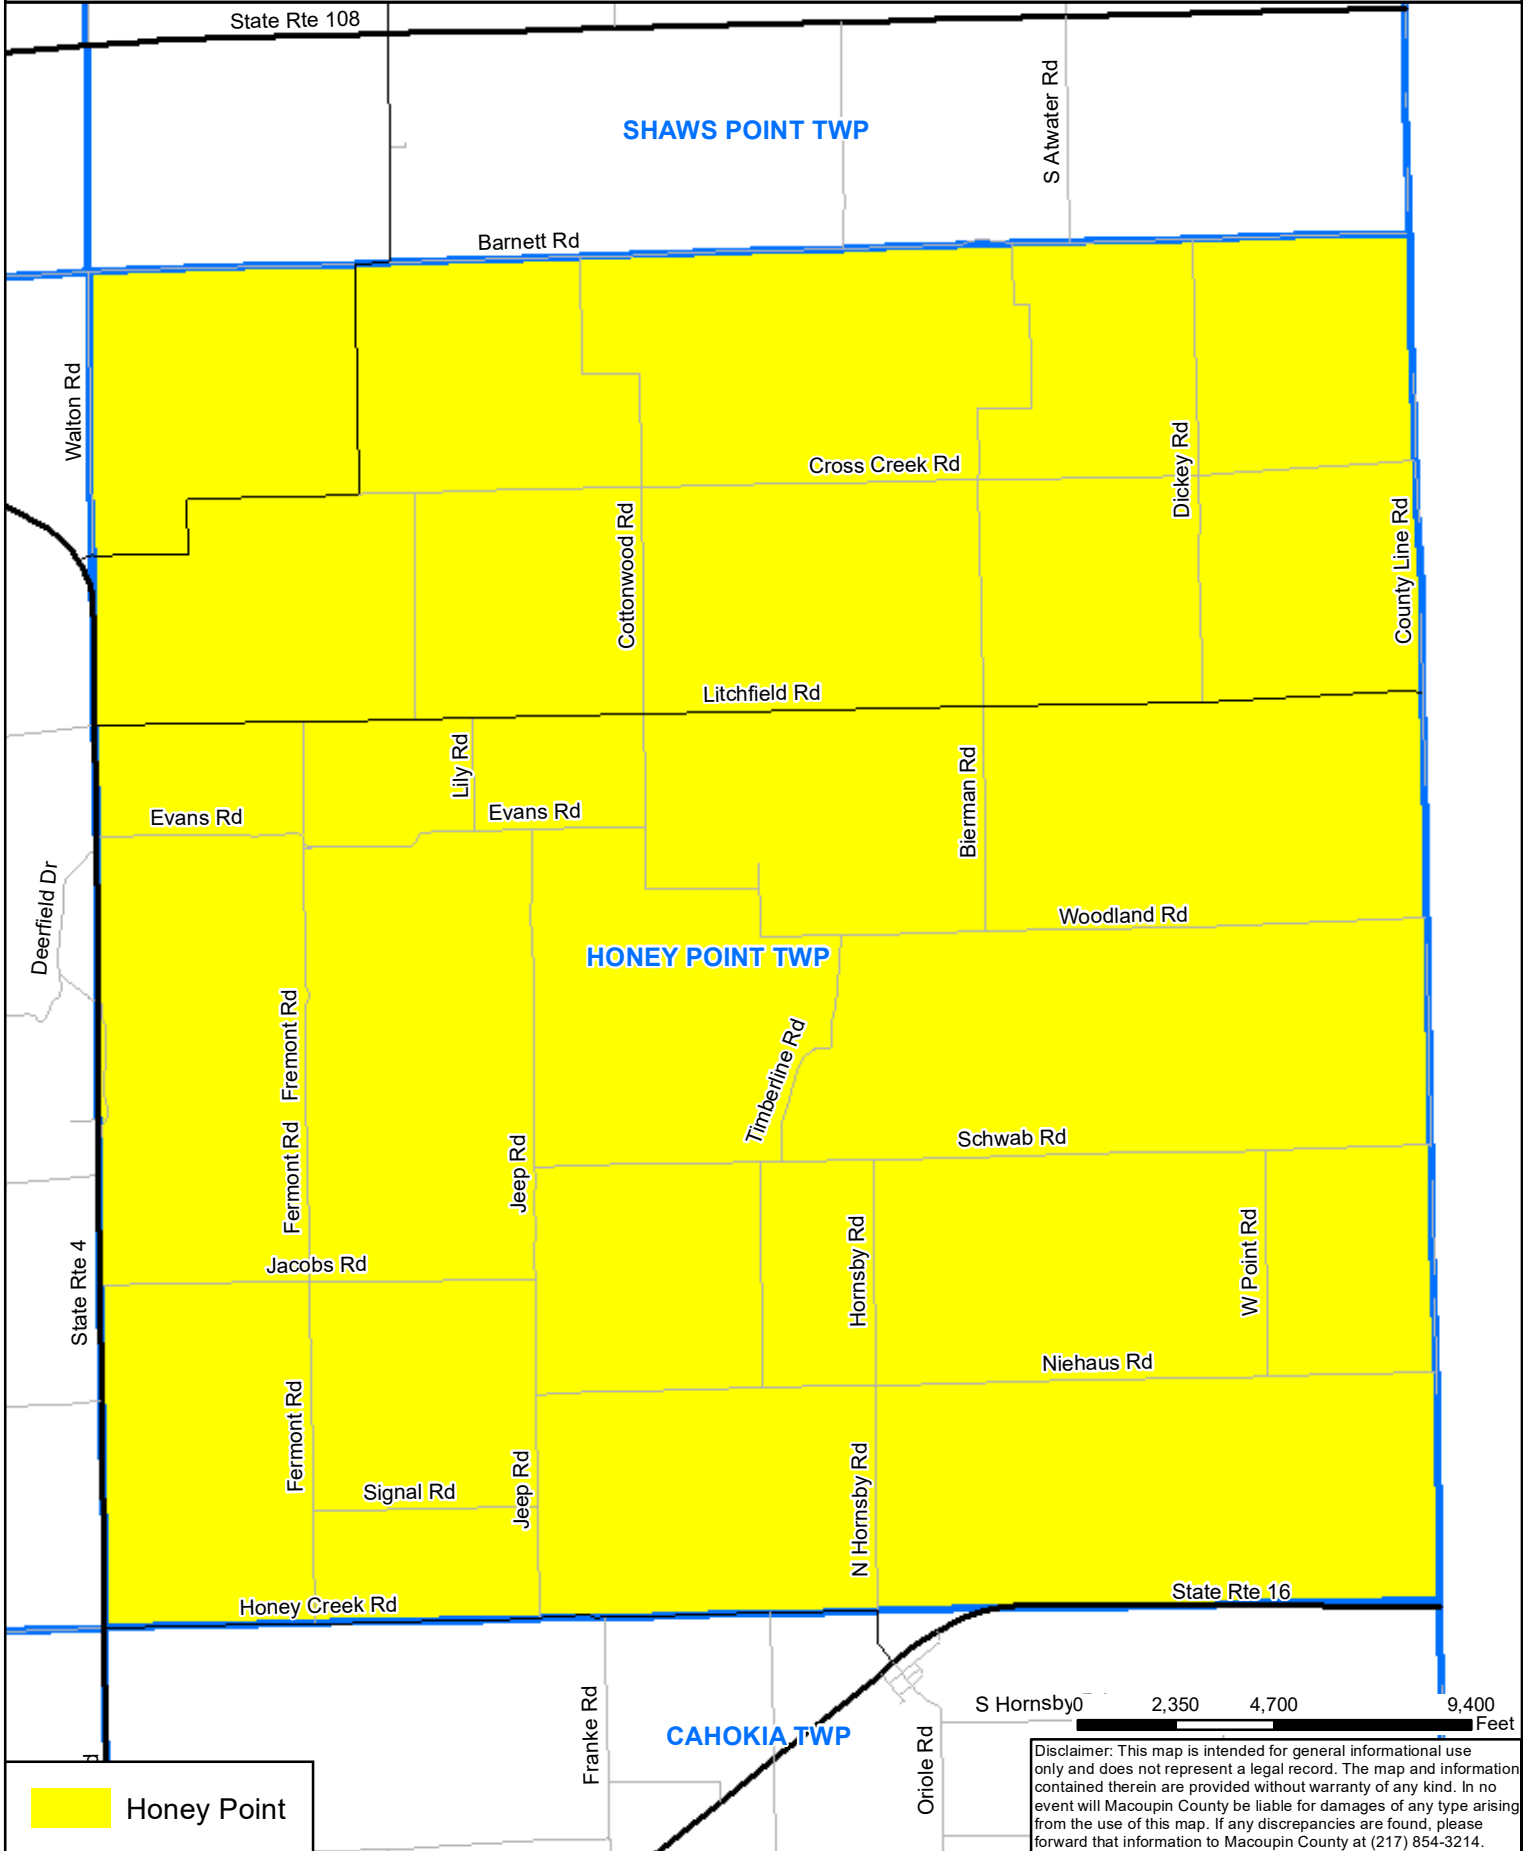 State Rte 108
SHAWS POINT TWP
S Atwater Rd
Barnett Rd
Walton Rd
Cross Creek Rd
Dickey Rd
Cottonwood Rd
County Line Rd
Litchfield Rd
Lily Rd
Bierman Rd
Evans Rd
Evans Rd
Deerfield Dr
Woodland Rd
HONEY POINT TWP
Fremont Rd
Timberline Rd
Fermont Rd
Jeep Rd
Schwab Rd
State Rte 4
Jacobs Rd
Hornsby Rd
W Point Rd
Niehaus Rd
Fermont Rd
Signal Rd
Jeep Rd
N Hornsby Rd
State Rte 16
Honey Creek Rd
Franke Rd
CAHOKIA TWP
Oriole Rd
S Hornsby
0 2,350 4,700 9,400
Feet
Honey Point
Disclaimer: This map is intended for general informational use
only and does not represent a legal record. The map and information
contained therein are provided without warranty of any kind. In no
event will Macoupin County be liable for damages of any type arising
from the use of this map. If any discrepancies are found, please
forward that information to Macoupin County at (217) 854-3214.